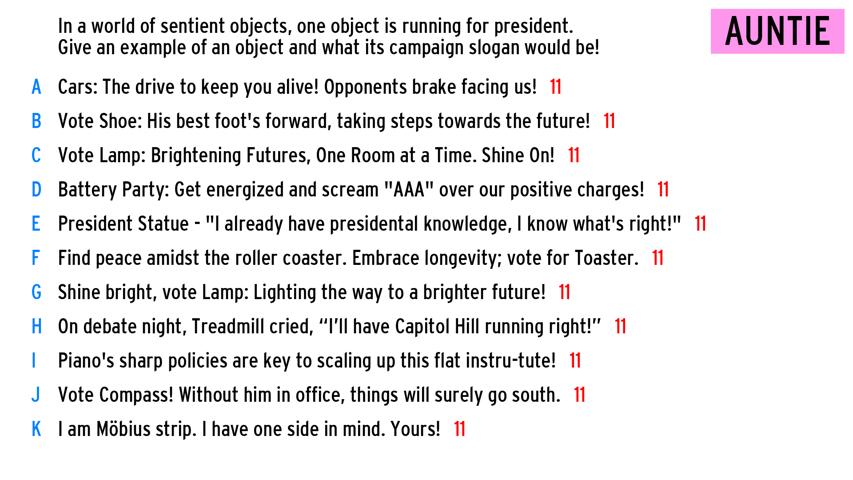 In a world of sentient objects, one object is running for president.
Give an example of an object and what its campaign slogan would be!
AUNTIE
A Cars: The drive to keep you alive! Opponents brake facing us! 11
B Vote Shoe: His best foot's forward, taking steps towards the future! 11
C Vote Lamp: Brightening Futures, One Room at a Time. Shine On! 11
D Battery Party: Get energized and scream "AAA" over our positive charges! 11
E President Statue - "I already have presidental knowledge, I know what's right!" 11
F Find peace amidst the roller coaster. Embrace longevity; vote for Toaster. 11
G Shine bright, vote Lamp: Lighting the way to a brighter future! 11
H On debate night, Treadmill cried, “I’ll have Capitol Hill running right!” 11
I Piano's sharp policies are key to scaling up this flat instru-tute! 11
J Vote Compass! Without him in office, things will surely go south. 11
K I am Möbius strip. I have one side in mind. Yours! 11